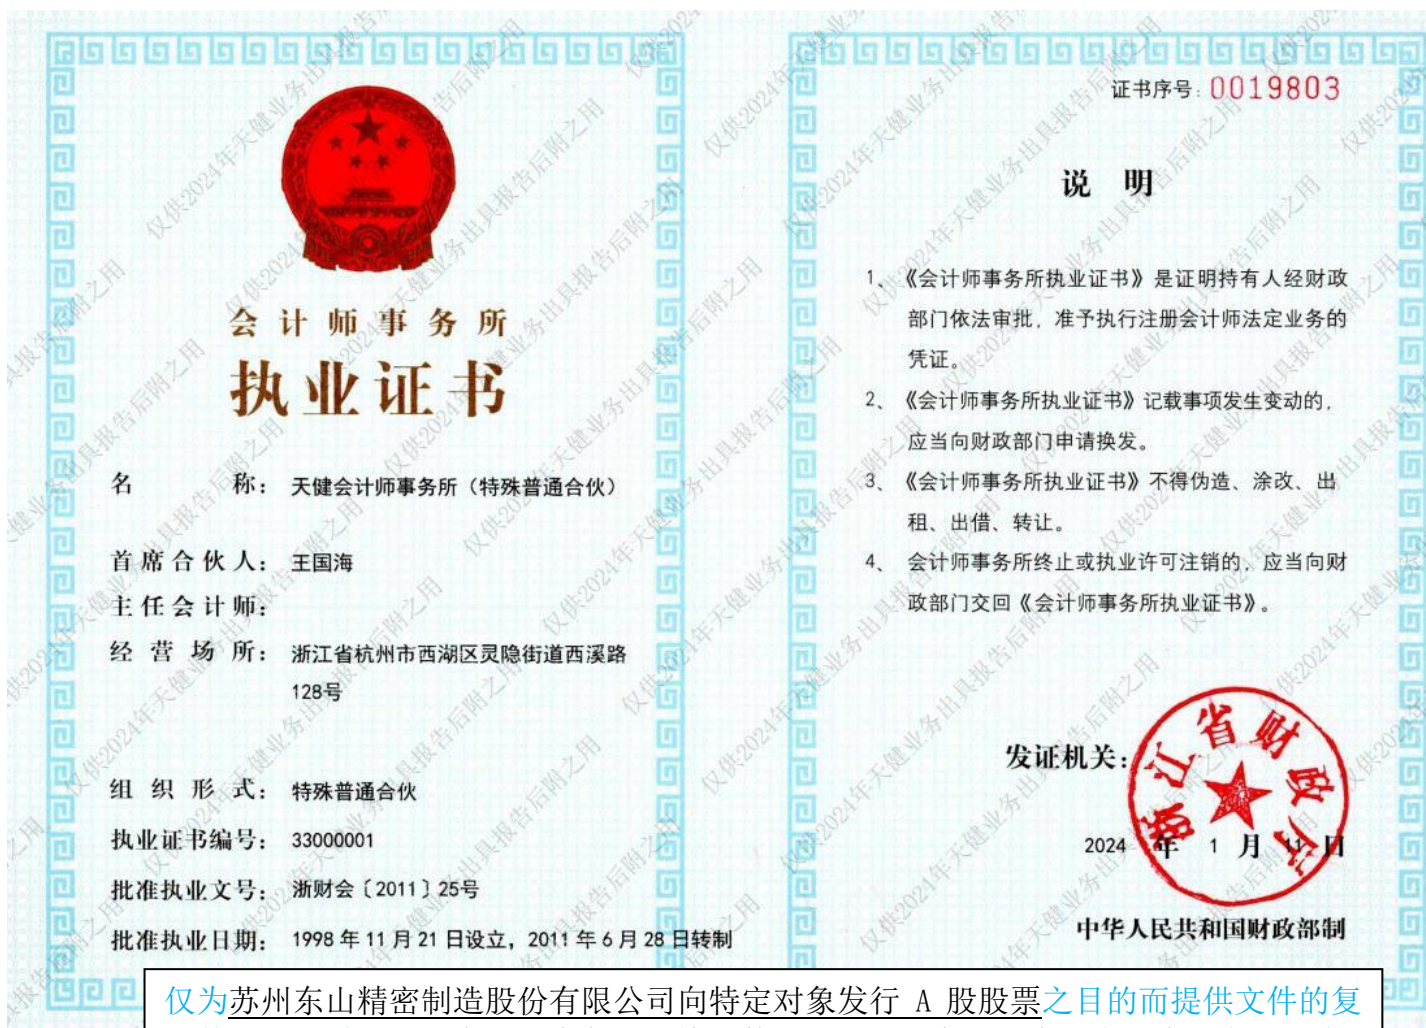 会计师事务所
执业证书
名 称： 天健会计师事务所（特殊普通合伙）
首席合伙人： 王国海
主任会计师：
经营场所： 浙江省杭州市西湖区灵隐街道西溪路
128号
组织形式： 特殊普通合伙
执业证书编号： 33000001
批准执业文号： 浙财会〔2011〕25号
批准执业日期： 1998年11月21日设立，2011年6月28日转制
证书序号：0019803
说 明
1、《会计师事务所执业证书》是证明持有人经财政
部门依法审批，准予执行注册会计师法定业务的
凭证。
2、《会计师事务所执业证书》记载事项发生变动的，
应当向财政部门申请换发。
3、《会计师事务所执业证书》不得伪造、涂改、出
租、出借、转让。
4、 会计师事务所终止或执业许可注销的，应当向财
政部门交回《会计师事务所执业证书》。
发证机关：
浙江省财政厅
2024 年 1 月 11 日
中华人民共和国财政部制
仅为苏州东山精密制造股份有限公司向特定对象发行 A 股股票之目的而提供文件的复
仅供2024年天健业务出具报告后附之用